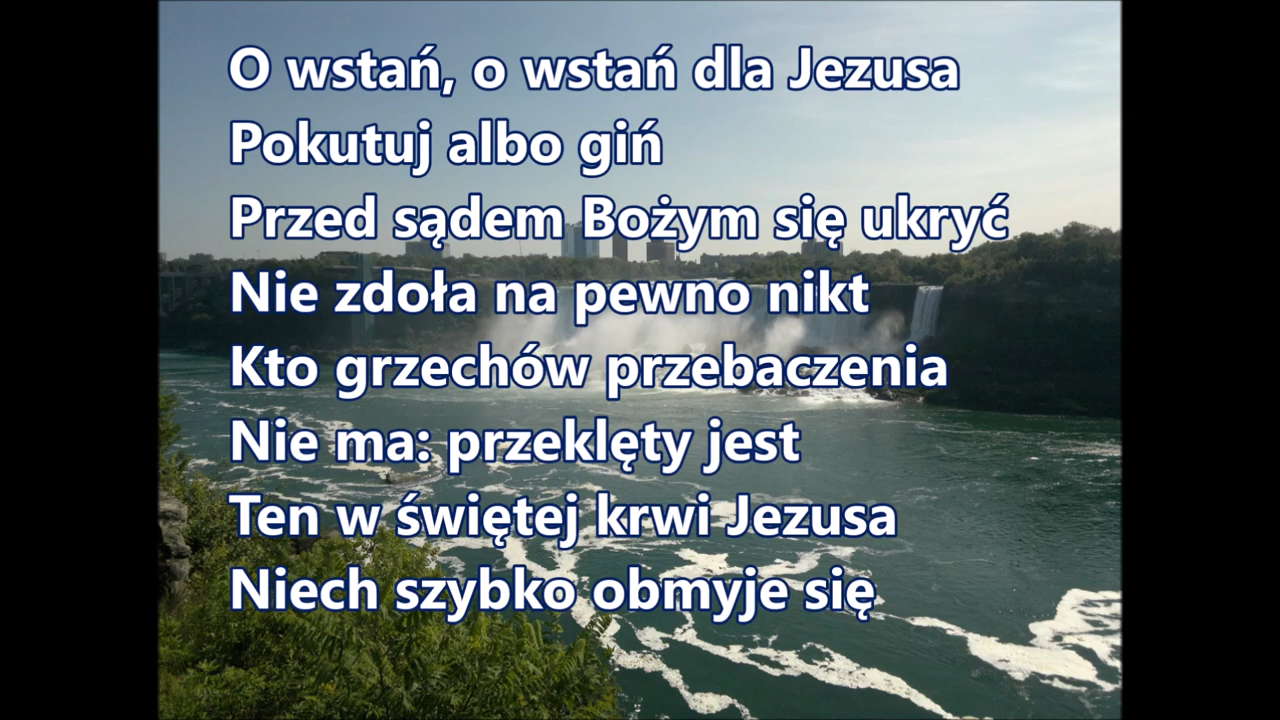 O wstań, o wstań dla Jezusa
Pokutuj albo giń
Przed sądem Bożym się ukryć
Nie zdoła na pewno nikt
Kto grzechów przebaczenia
Nie ma: przeklęty jest
Ten w świętej krwi Jezusa
Niech szybko obmyje się